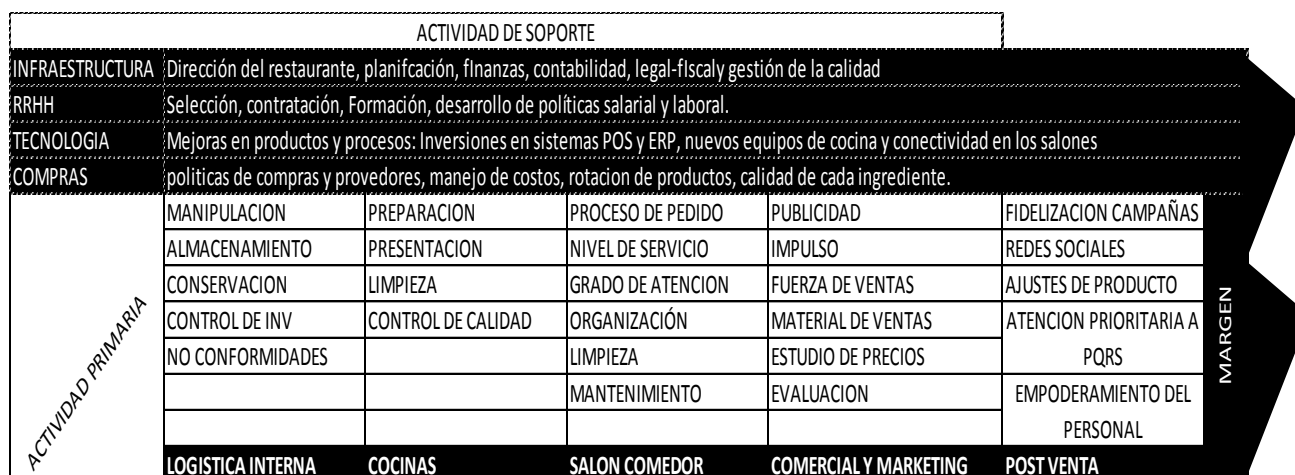 ACTIVIDAD DE SOPORTE
INFRAESTRUCTURA Dirección del restaurante, planifcación, fInanzas, contabilidad, legal-fIscaly gestión de la calidad
RRHH Selección, contratación, Formación, desarrollo de políticas salarial y laboral.
TECNOLOGIA Mejoras en productos y procesos: Inversiones en sistemas POS y ERP, nuevos equipos de cocina y conectividad en los salones
COMPRAS politicas de compras y provedores, manejo de costos, rotacion de productos, calidad de cada ingrediente.
MANIPULACION PREPARACION PROCESO DE PEDIDO PUBLICIDAD FIDELIZACION CAMPAÑAS
ALMACENAMIENTO PRESENTACION NIVEL DE SERVICIO IMPULSO REDES SOCIALES
CONSERVACION LIMPIEZA GRADO DE ATENCION FUERZA DE VENTAS AJUSTES DE PRODUCTO
CONTROL DE INV CONTROL DE CALIDAD ORGANIZACIÓN MATERIAL DE VENTAS ATENCION PRIORITARIA A
NO CONFORMIDADES LIMPIEZA ESTUDIO DE PRECIOS PQRS
MANTENIMIENTO EVALUACION EMPODERAMIENTO DEL
PERSONAL
LOGISTICA INTERNA COCINAS SALON COMEDOR COMERCIAL Y MARKETING POST VENTA
ACTIVIDAD PRIMARIA
MARGEN